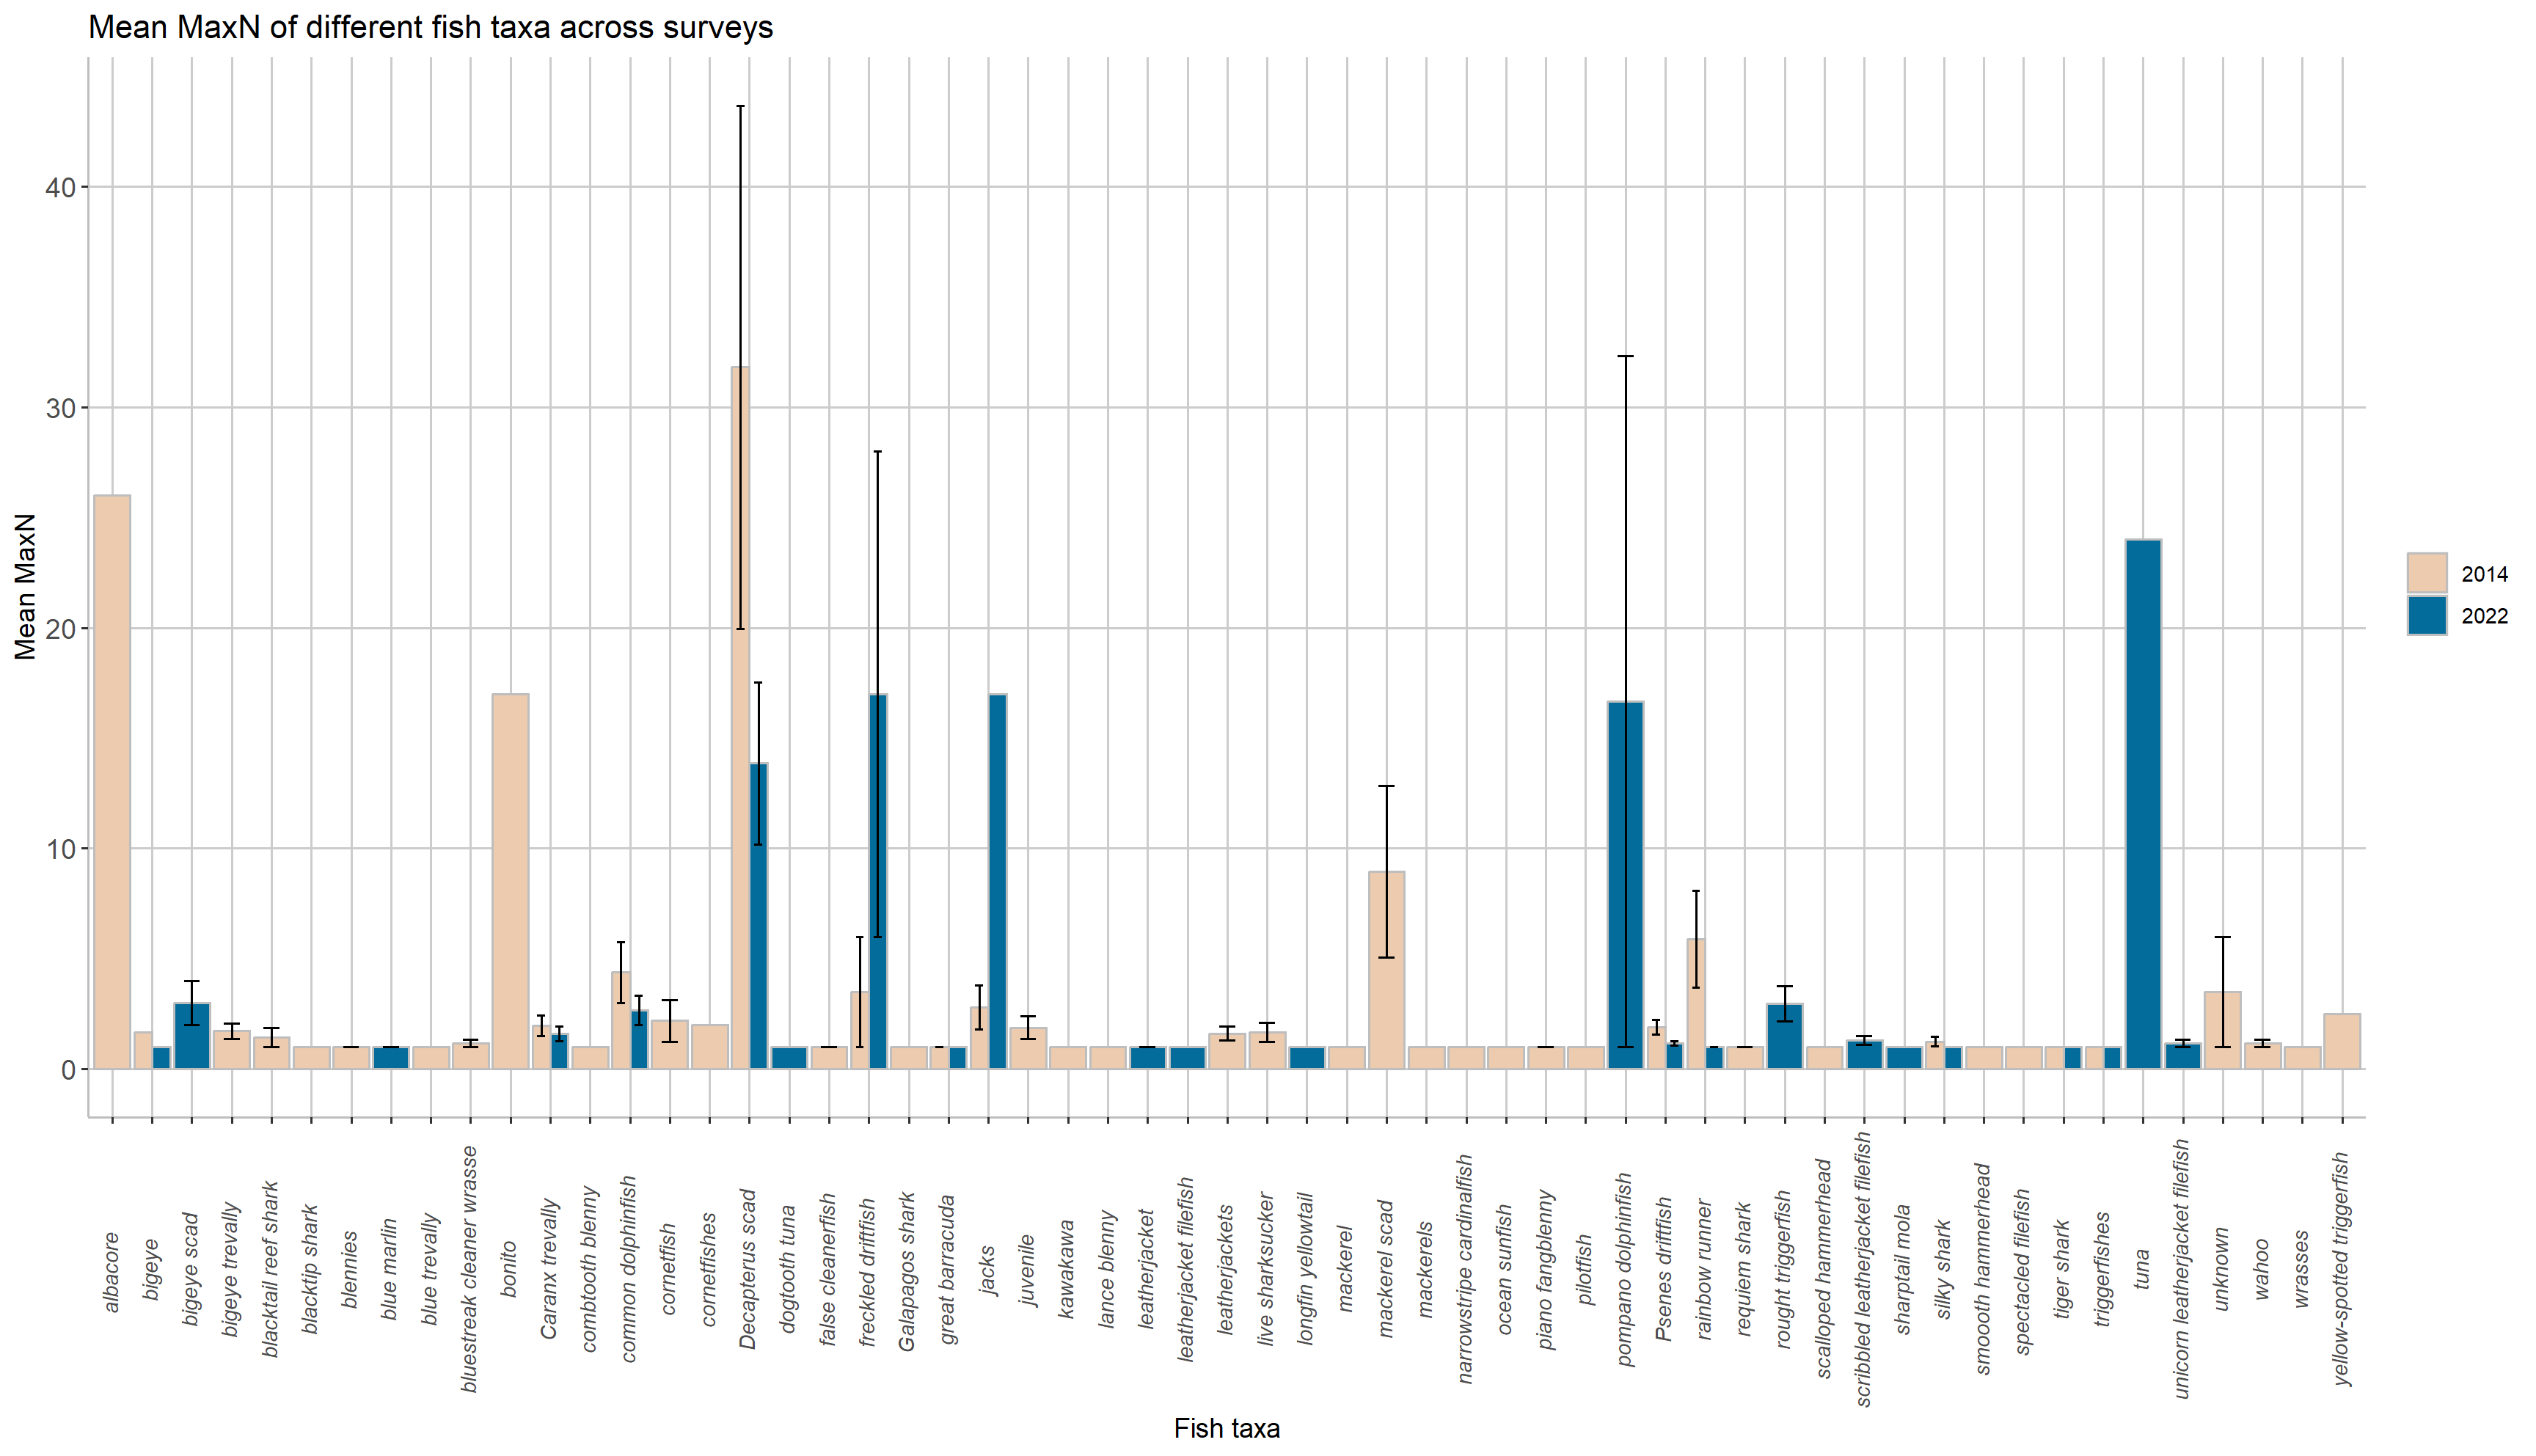 Mean MaxN of different fish taxa across surveys
Mean MaxN
40
30
20
10
0
albacore
bigeye
bigeye scad
bigeye trevally
blacktail reef shark
blacktip shark
blennies
blue marlin
blue trevally
bluestreak cleaner wrasse
bonito
Caranx trevally
combtooth blenny
common dolphinfish
cornetfish
cornetfishes
Decapterus scad
dogtooth tuna
false cleanerfish
freckled driftfish
Galapagos shark
great barracuda
jacks
juvenile
kawakawa
lance blenny
leatherjacket
leatherjacket filefish
leatherjackets
live sharksucker
longfin yellowtail
mackerel
mackerel scad
mackerels
narrowstripe cardinalfish
ocean sunfish
piano fangblenny
pilotfish
pompano dolphinfish
Psenes driftfish
rainbow runner
requiem shark
rought triggerfish
scalloped hammerhead
scribbled leatherjacket filefish
sharptail mola
silky shark
smoooth hammerhead
spectacled filefish
tiger shark
triggerfishes
tuna
unicorn leatherjacket filefish
unknown
wahoo
wrasses
yellow-spotted triggerfish
Fish taxa
2014
2022